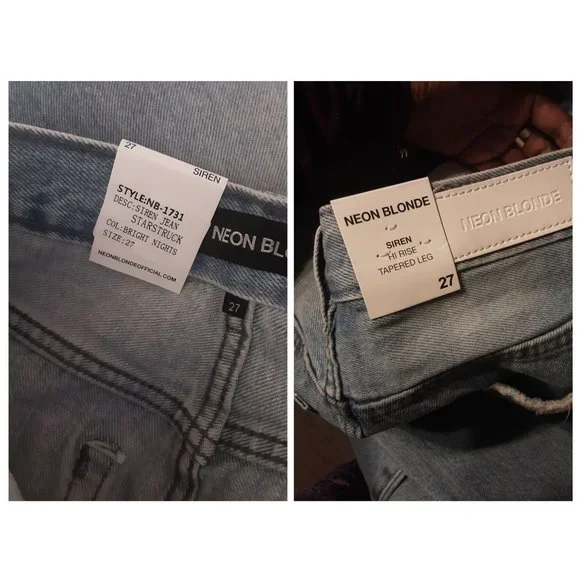 27
SIREN
STYLE:NB-1731
DESC:SIREN JEAN
STARSTRUCK
COL:BRIGHT NIGHTS
SIZE:27
NEONBLONDEOFFICIAL.COM
NEON BL
27
NEON BLONDE
SIREN
HI RISE
TAPERED LEG
27
NEON BLONDE